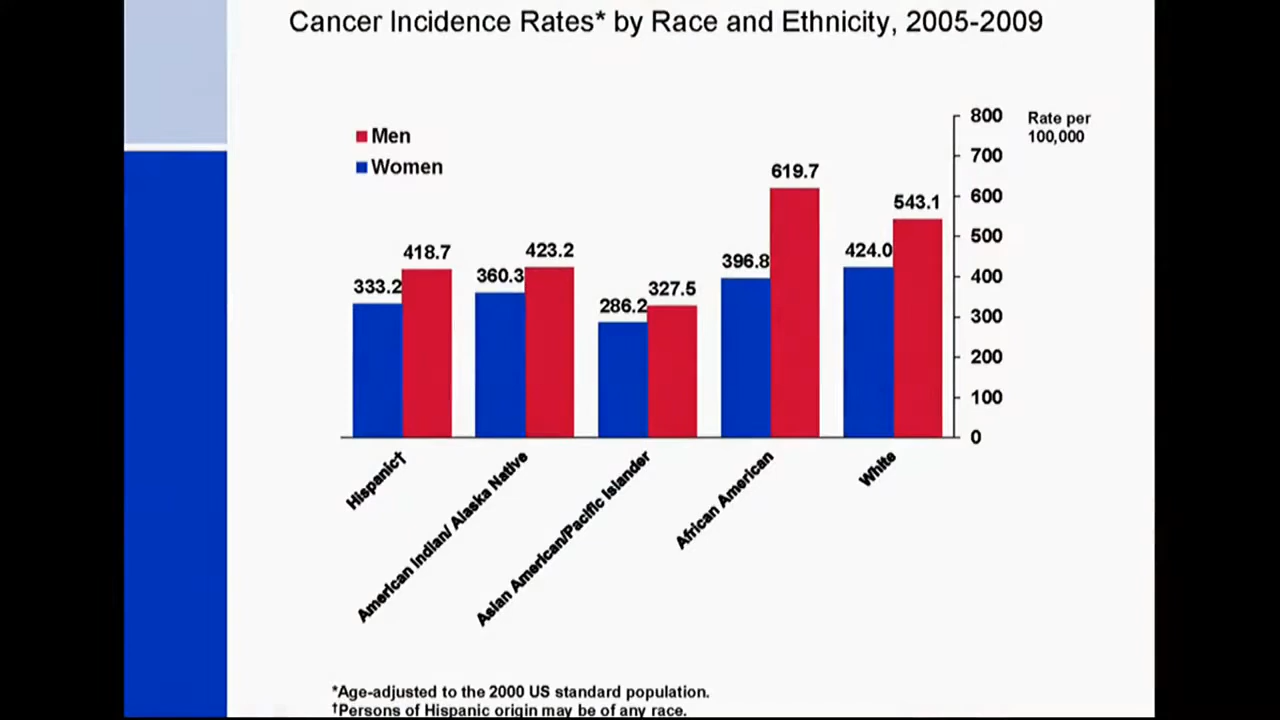 Cancer Incidence Rates* by Race and Ethnicity, 2005-2009
Men
Women
Rate per
100,000
800
700
600
500
400
300
200
100
0
333.2
418.7
360.3
423.2
286.2
327.5
396.8
619.7
424.0
543.1
Hispanic†
American Indian/ Alaska Native
Asian American/Pacific Islander
African American
White
*Age-adjusted to the 2000 US standard population.
†Persons of Hispanic origin may be of any race.